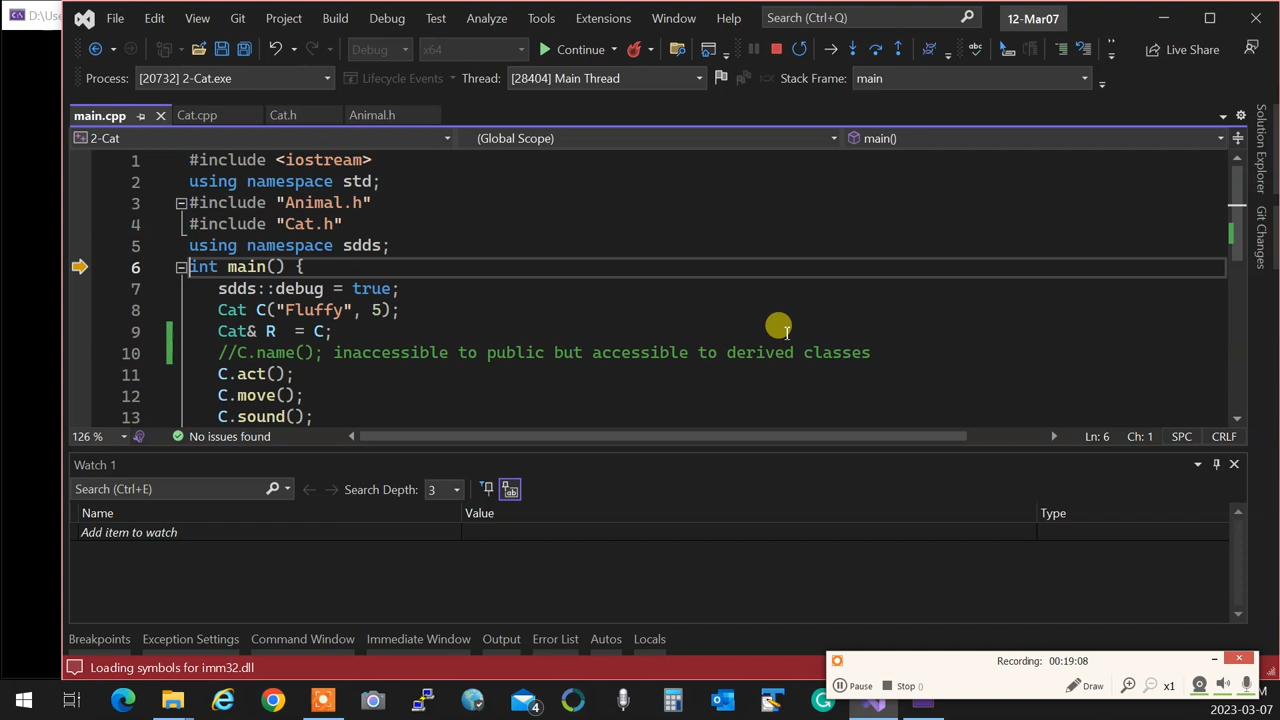 D:\Us
File Edit View Git Project Build Debug Test Analyze Tools Extensions Window Help Search (Ctrl+Q) 12-Mar07
Debug x64 Continue Live Share
Process: [20732] 2-Cat.exe Lifecycle Events Thread: [28404] Main Thread Stack Frame: main
main.cpp Cat.cpp Cat.h Animal.h
2-Cat (Global Scope) main()
1 #include <iostream>
2 using namespace std;
3 #include "Animal.h"
4 #include "Cat.h"
5 using namespace sdds;
6 int main() {
7 sdds::debug = true;
8 Cat C("Fluffy", 5);
9 Cat& R = C;
10 //C.name(); inaccessible to public but accessible to derived classes
11 C.act();
12 C.move();
13 C.sound();
Solution Explorer
Git Changes
126 % No issues found Ln: 6 Ch: 1 SPC CRLF
Watch 1
Search (Ctrl+E) Search Depth: 3
Name Value Type
Add item to watch
Breakpoints Exception Settings Command Window Immediate Window Output Error List Autos Locals
Loading symbols for imm32.dll
Recording: 00:19:08
Pause Stop () Draw x1
4
2023-03-07